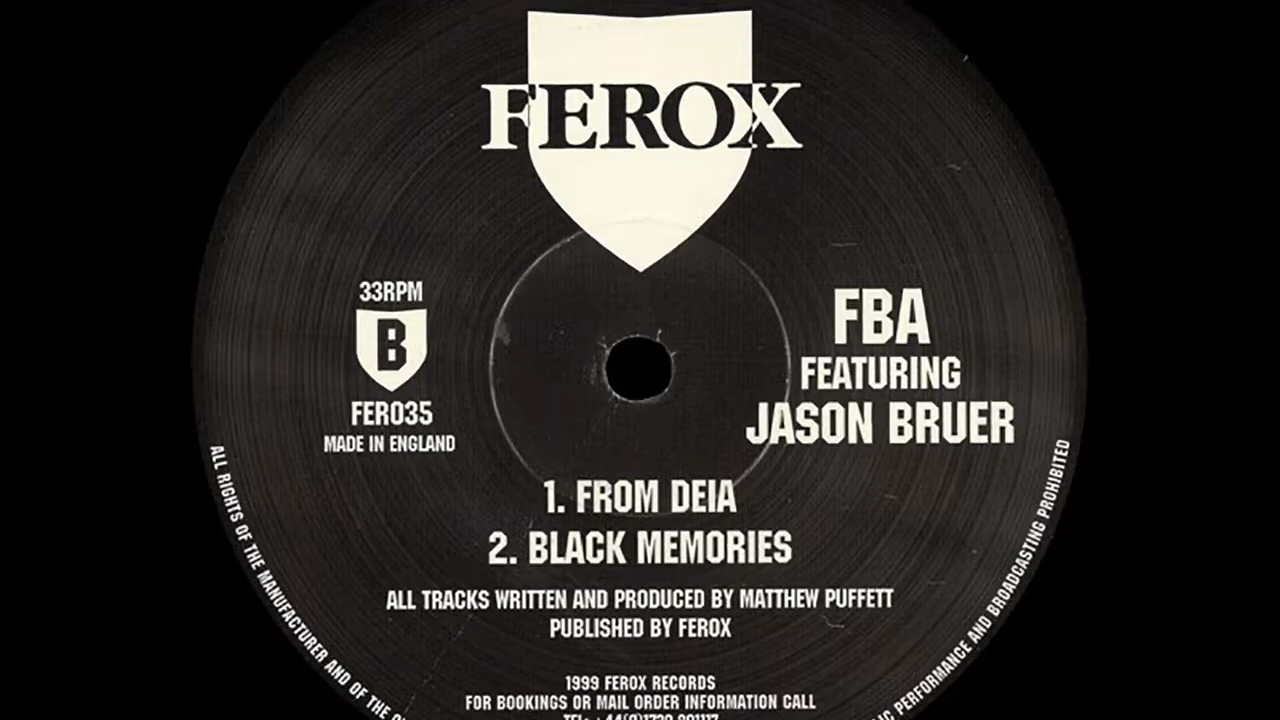 FEROX
33RPM
B
FER035
MADE IN ENGLAND
FBA
FEATURING
JASON BRUER
1. FROM DEIA
2. BLACK MEMORIES
ALL TRACKS WRITTEN AND PRODUCED BY MATTHEW PUFFETT
PUBLISHED BY FEROX
1999 FEROX RECORDS
FOR BOOKINGS OR MAIL ORDER INFORMATION CALL
ALL RIGHTS OF THE MANUFACTURER AND OF THE
PERFORMANCE AND BROADCASTING PROHIBITED